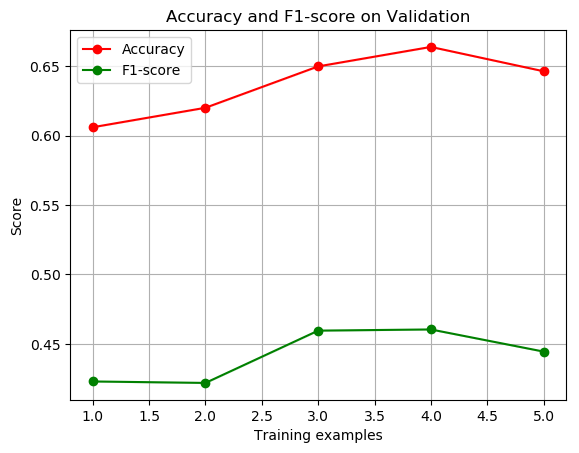 Accuracy and F1-score on Validation
Accuracy
F1-score
0.65
0.60
0.55
0.50
0.45
Score
1.0 1.5 2.0 2.5 3.0 3.5 4.0 4.5 5.0
Training examples